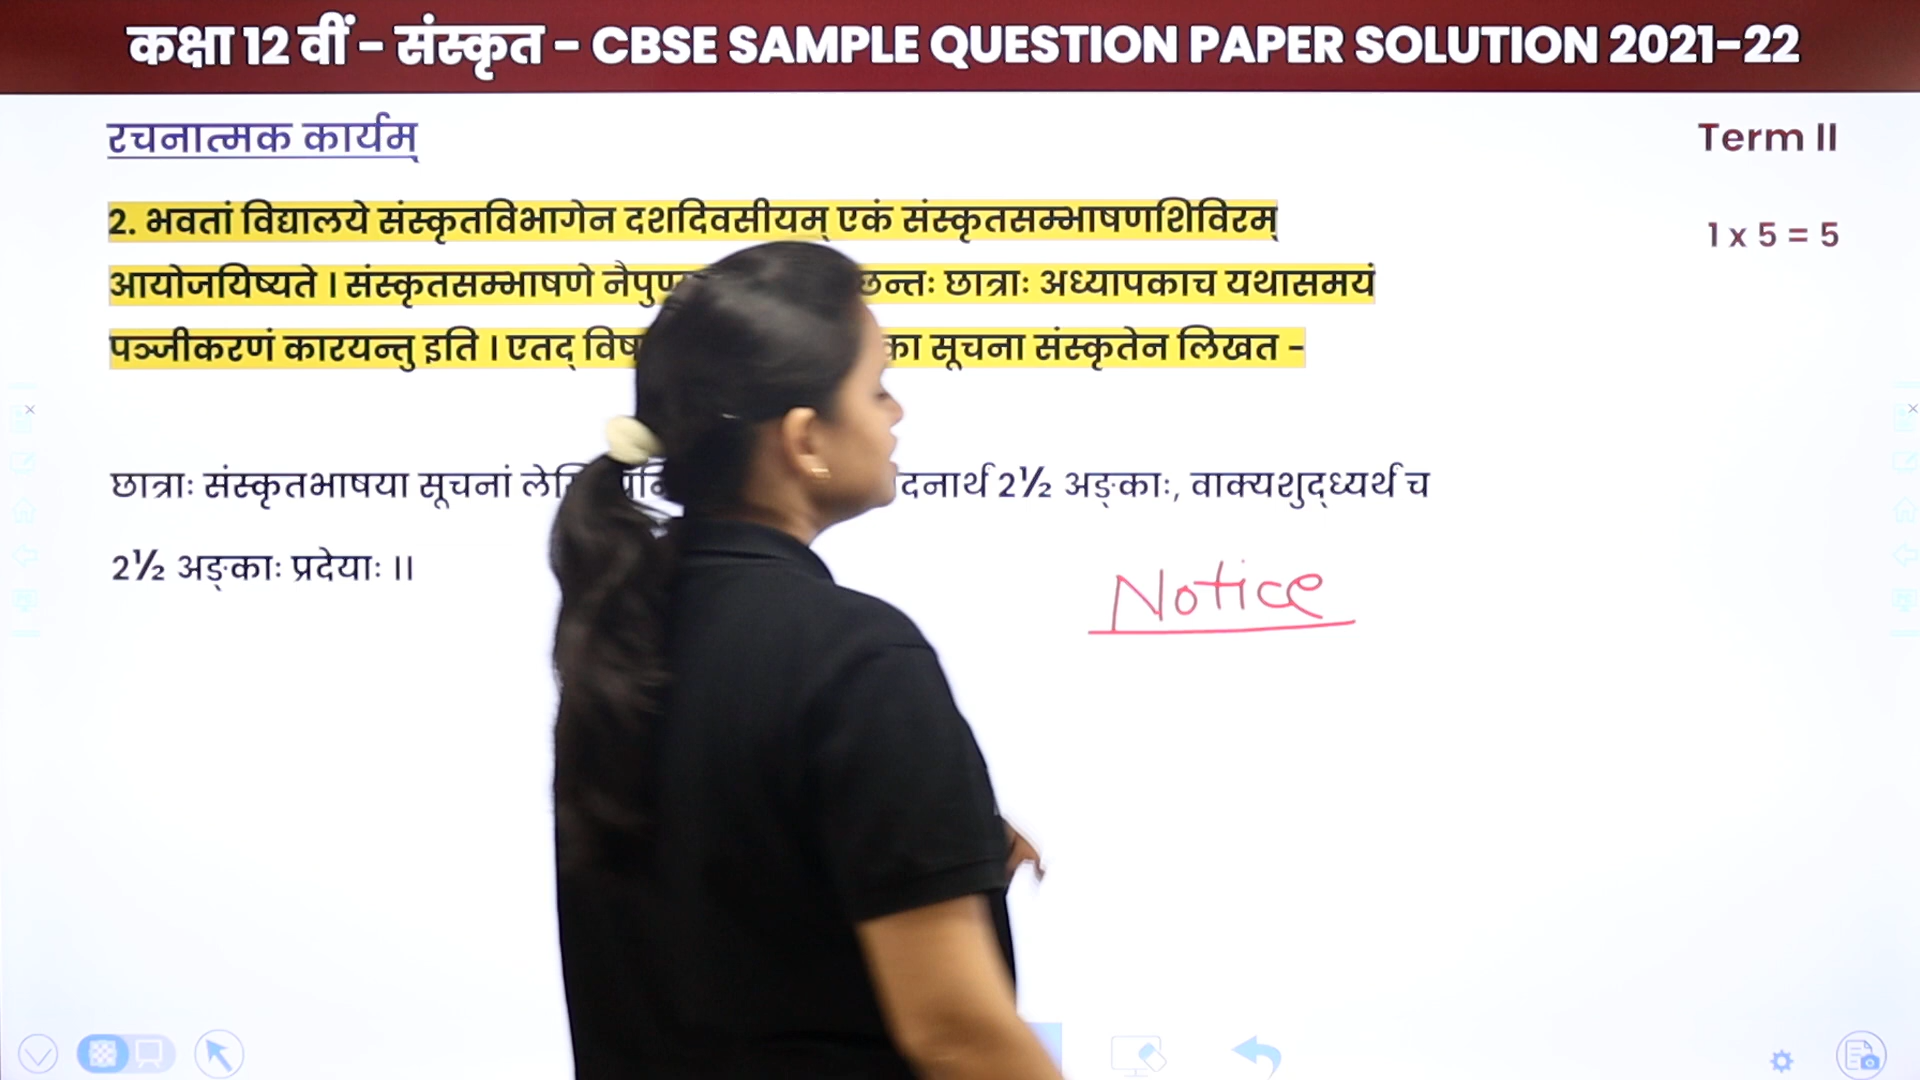 कक्षा 12 वीं - संस्कृत - CBSE SAMPLE QUESTION PAPER SOLUTION 2021-22
रचनात्मक कार्यम्
Term II
2. भवतां विद्यालये संस्कृतविभागेन दशदिवसीयम् एकं संस्कृतसम्भाषणशिविरम्
1 x 5 = 5
आयोजयिष्यते । संस्कृतसम्भाषणे छात्राः अध्यापकाच यथासमयं
पञ्जीकरणं कारयन्तु इति । एतद् सूचना संस्कृतेन लिखत -
छात्राः संस्कृतभाषया सूचनां 2½ अङ्काः, वाक्यशुद्ध्यर्थ च
2½ अङ्काः प्रदेयाः ।।
Notice